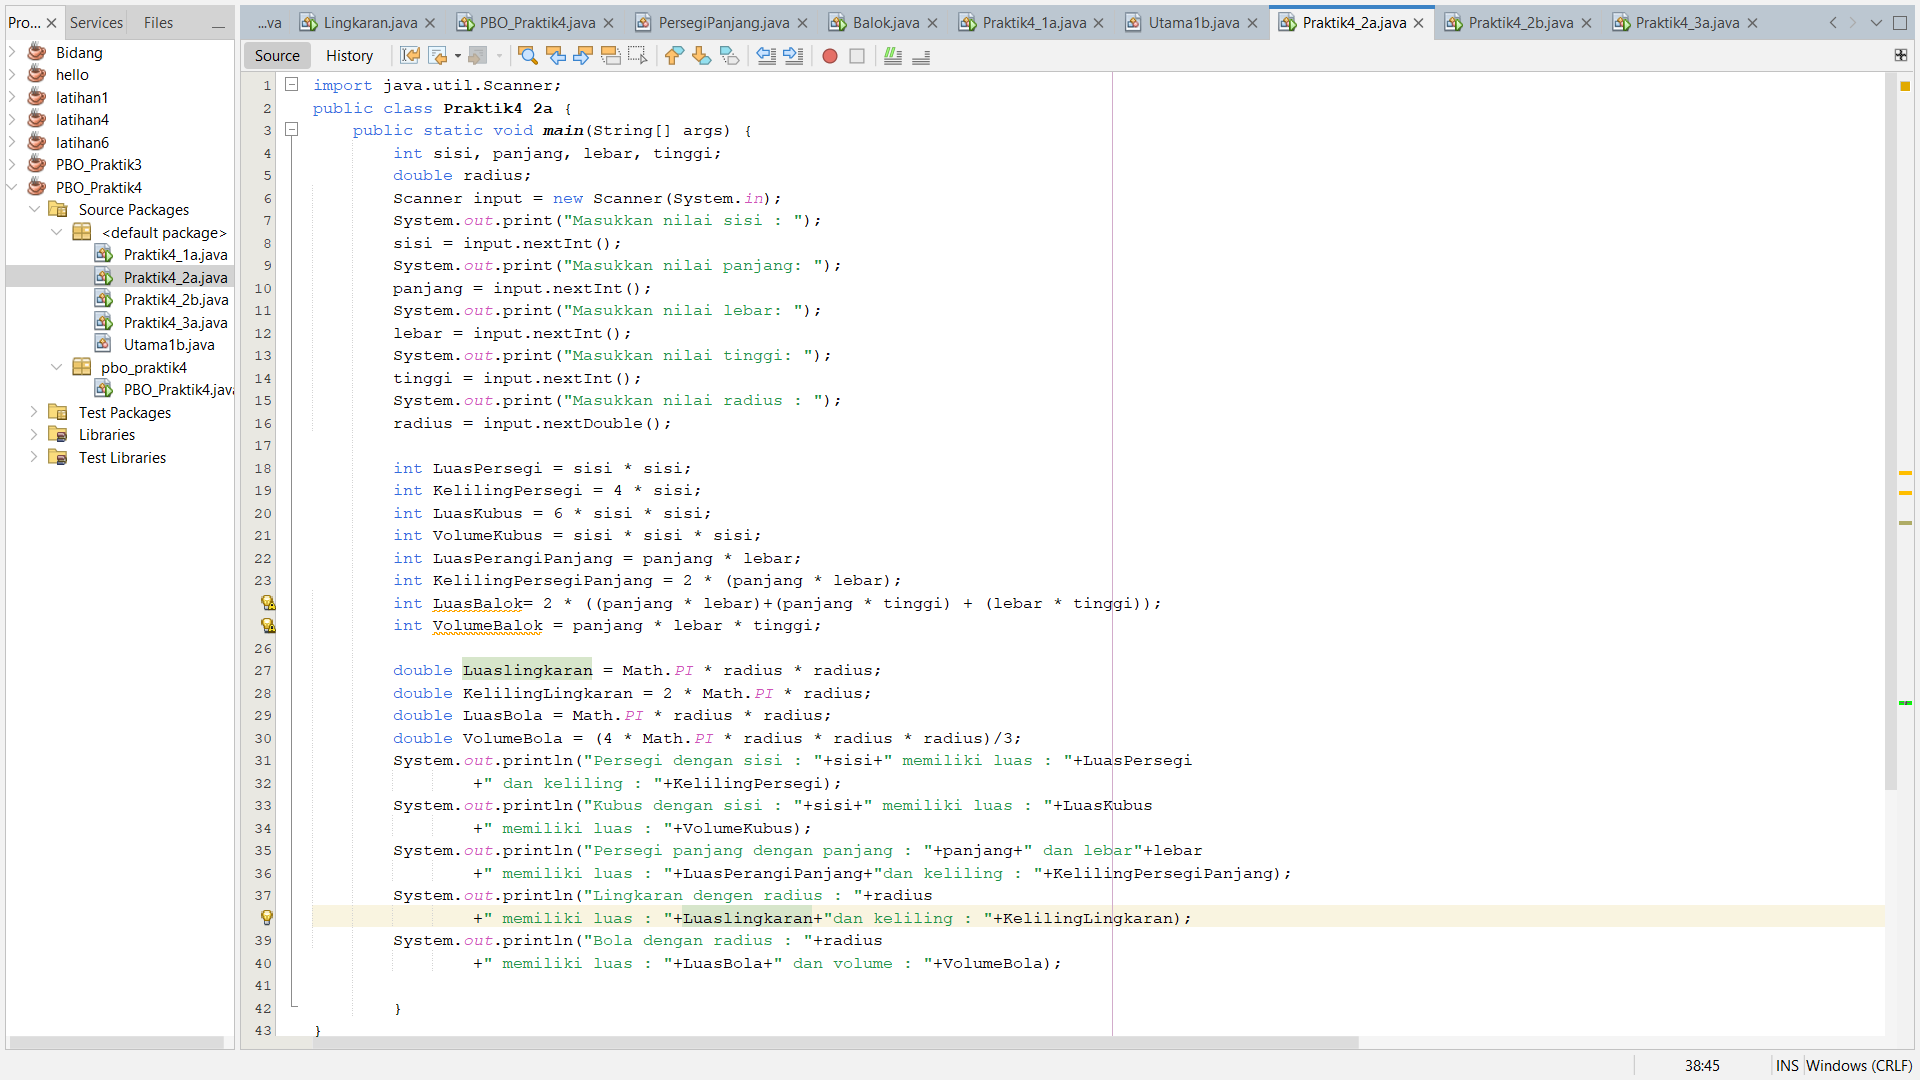 Pro... Services Files
...va Lingkaran.java PBO_Praktik4.java PersegiPanjang.java Balok.java Praktik4_1a.java Utama1b.java Praktik4_2a.java Praktik4_2b.java Praktik4_3a.java
Source History
Bidang
hello
latihan1
latihan4
latihan6
PBO_Praktik3
PBO_Praktik4
Source Packages
<default package>
Praktik4_1a.java
Praktik4_2a.java
Praktik4_2b.java
Praktik4_3a.java
Utama1b.java
pbo_praktik4
PBO_Praktik4.java
Test Packages
Libraries
Test Libraries
1 import java.util.Scanner;
2 public class Praktik4 2a {
3 public static void main(String[] args) {
4 int sisi, panjang, lebar, tinggi;
5 double radius;
6 Scanner input = new Scanner(System.in);
7 System.out.print("Masukkan nilai sisi : ");
8 sisi = input.nextInt();
9 System.out.print("Masukkan nilai panjang: ");
10 panjang = input.nextInt();
11 System.out.print("Masukkan nilai lebar: ");
12 lebar = input.nextInt();
13 System.out.print("Masukkan nilai tinggi: ");
14 tinggi = input.nextInt();
15 System.out.print("Masukkan nilai radius : ");
16 radius = input.nextDouble();
17
18 int LuasPersegi = sisi * sisi;
19 int KelilingPersegi = 4 * sisi;
20 int LuasKubus = 6 * sisi * sisi;
21 int VolumeKubus = sisi * sisi * sisi;
22 int LuasPerangiPanjang = panjang * lebar;
23 int KelilingPersegiPanjang = 2 * (panjang * lebar);
int LuasBalok= 2 * ((panjang * lebar)+(panjang * tinggi) + (lebar * tinggi));
int VolumeBalok = panjang * lebar * tinggi;
26
27 double Luaslingkaran = Math.PI * radius * radius;
28 double KelilingLingkaran = 2 * Math.PI * radius;
29 double LuasBola = Math.PI * radius * radius;
30 double VolumeBola = (4 * Math.PI * radius * radius * radius)/3;
31 System.out.println("Persegi dengan sisi : "+sisi+" memiliki luas : "+LuasPersegi
32 +" dan keliling : "+KelilingPersegi);
33 System.out.println("Kubus dengan sisi : "+sisi+" memiliki luas : "+LuasKubus
34 +" memiliki luas : "+VolumeKubus);
35 System.out.println("Persegi panjang dengan panjang : "+panjang+" dan lebar"+lebar
36 +" memiliki luas : "+LuasPerangiPanjang+"dan keliling : "+KelilingPersegiPanjang);
37 System.out.println("Lingkaran dengen radius : "+radius
+" memiliki luas : "+Luaslingkaran+"dan keliling : "+KelilingLingkaran);
39 System.out.println("Bola dengan radius : "+radius
40 +" memiliki luas : "+LuasBola+" dan volume : "+VolumeBola);
41
42 }
43 }
38:45 INS Windows (CRLF)